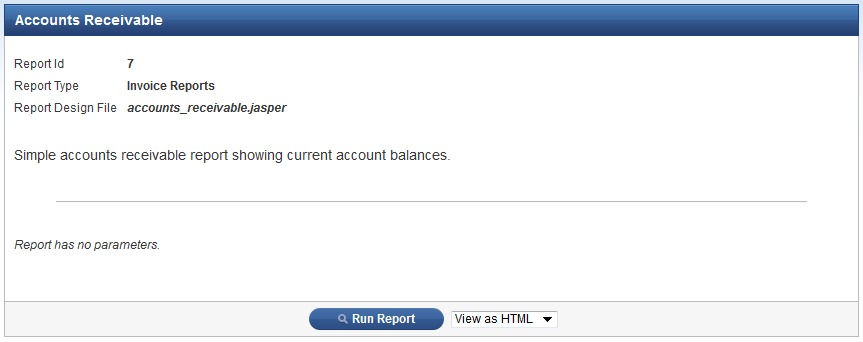 Accounts Receivable
Report Id 7
Report Type Invoice Reports
Report Design File accounts_receivable.jasper
Simple accounts receivable report showing current account balances.
Report has no parameters.
Run Report View as HTML